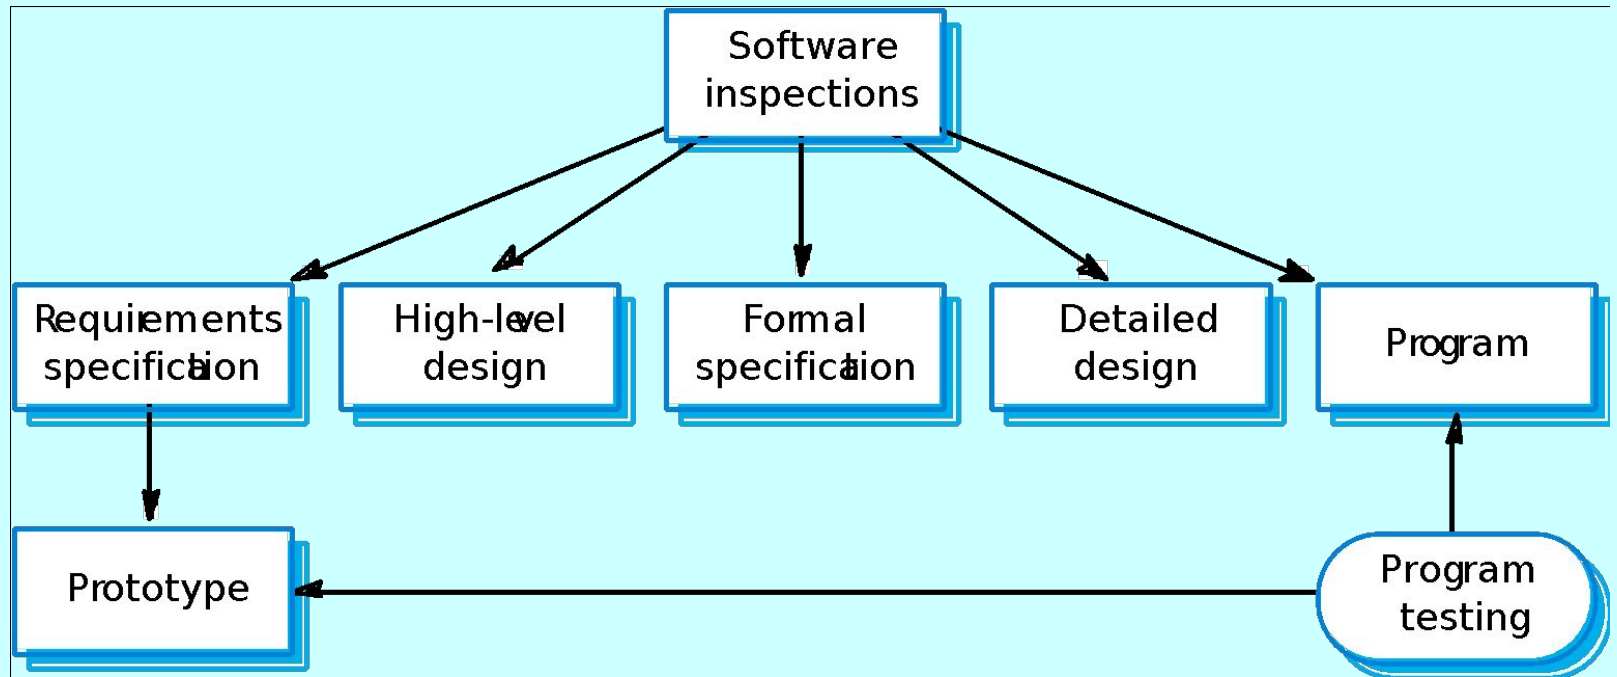 Software
inspections
Requirements
specification
High-level
design
Formal
specification
Detailed
design
Program
Prototype
Program
testing